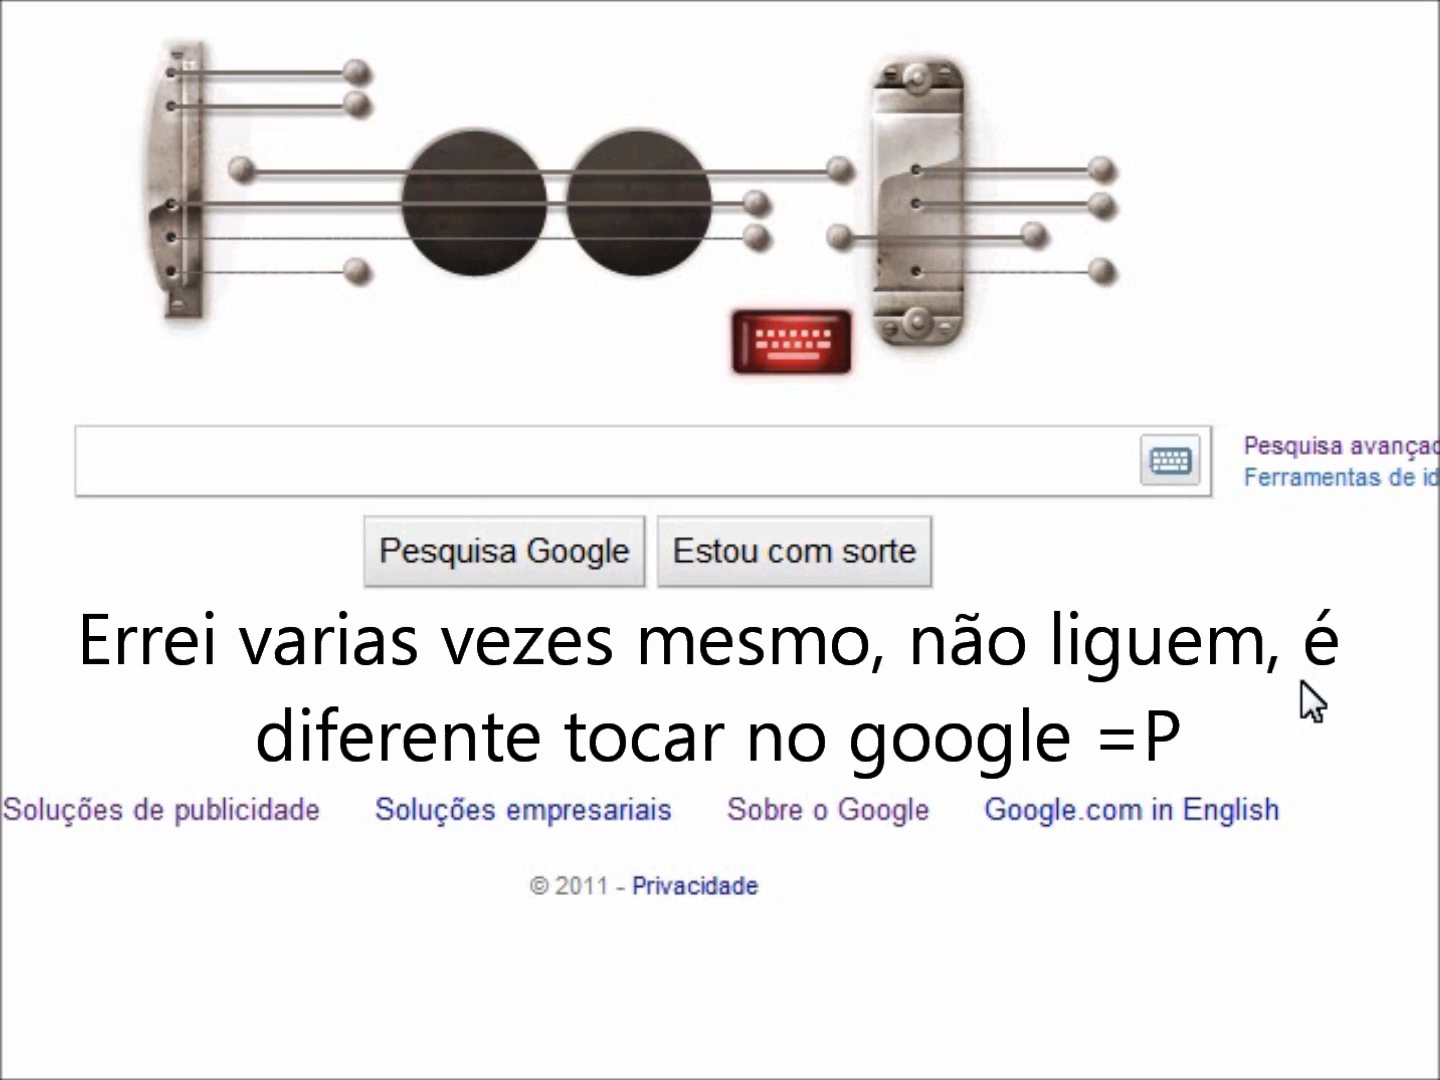 Pesquisa avançad
Ferramentas de id
Pesquisa Google
Estou com sorte
Errei varias vezes mesmo, não liguem, é
diferente tocar no google =P
Soluções de publicidade Soluções empresariais Sobre o Google Google.com in English
© 2011 - Privacidade